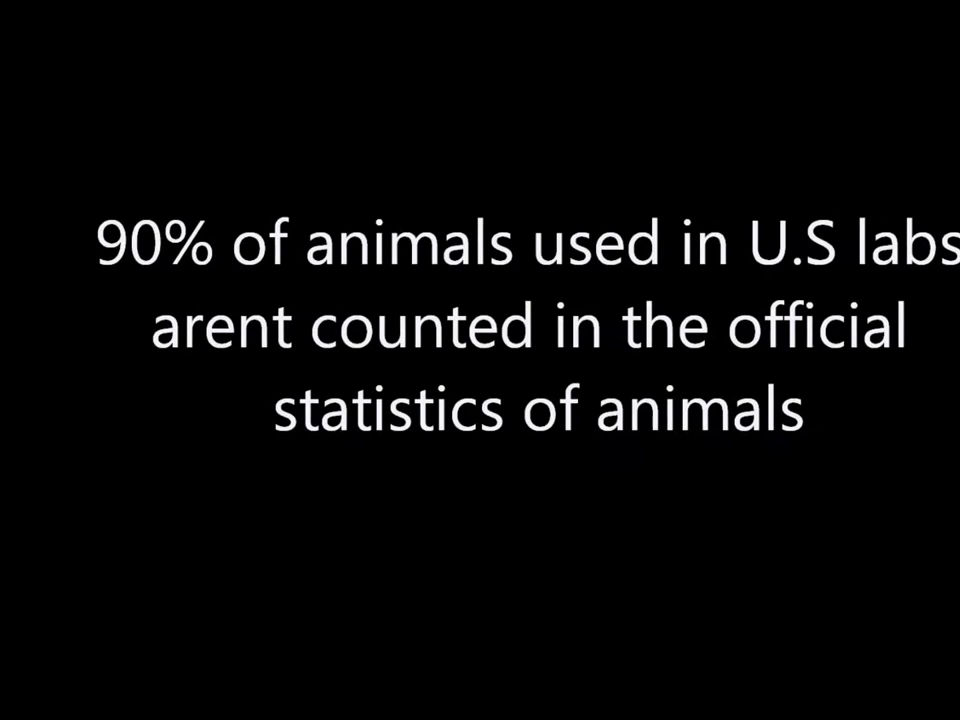 90% of animals used in U.S labs
arent counted in the official
statistics of animals